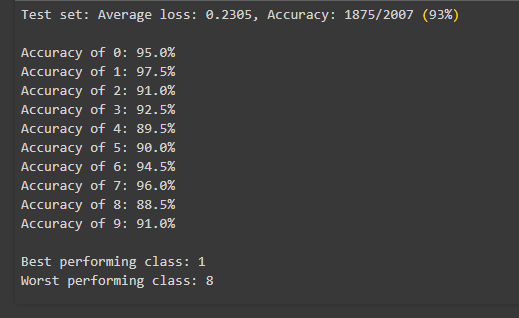 Test set: Average loss: 0.2305, Accuracy: 1875/2007 (93%)
Accuracy of 0: 95.0%
Accuracy of 1: 97.5%
Accuracy of 2: 91.0%
Accuracy of 3: 92.5%
Accuracy of 4: 89.5%
Accuracy of 5: 90.0%
Accuracy of 6: 94.5%
Accuracy of 7: 96.0%
Accuracy of 8: 88.5%
Accuracy of 9: 91.0%
Best performing class: 1
Worst performing class: 8